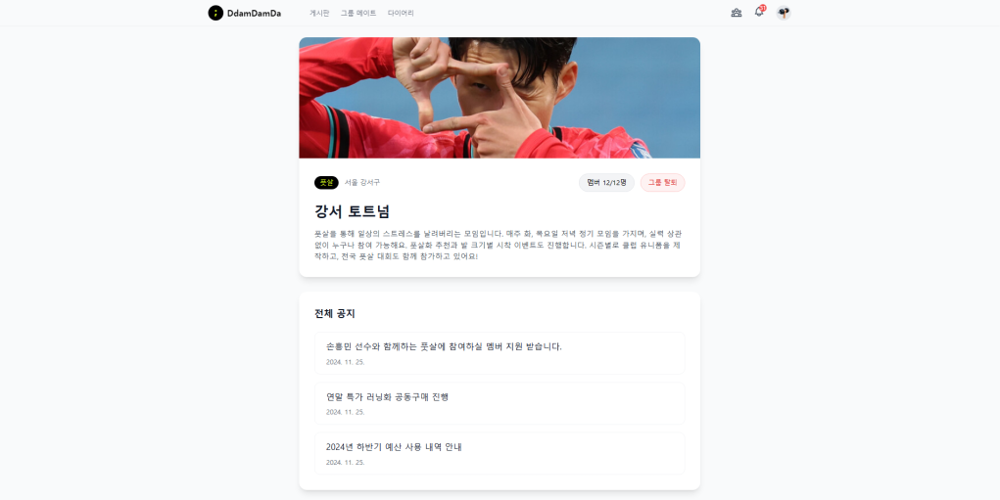 DdamDamDa
게시판 그룹 메이트 다이어리
풋살 서울 강서구
멤버 12/12명 그룹 탈퇴
강서 토트넘
풋살을 통해 일상의 스트레스를 날려버리는 모임입니다. 매주 화, 목요일 저녁 정기 모임을 가지며, 실력 상관
없이 누구나 참여 가능해요. 풋살화 추천과 발 크기별 시착 이벤트도 진행합니다. 시즌별로 클럽 유니폼을 제
작하고, 전국 풋살 대회도 함께 참가하고 있어요!
전체 공지
손흥민 선수와 함께하는 풋살에 참여하실 멤버 지원 받습니다.
2024. 11. 25.
연말 특가 러닝화 공동구매 진행
2024. 11. 25.
2024년 하반기 예산 사용 내역 안내
2024. 11. 25.